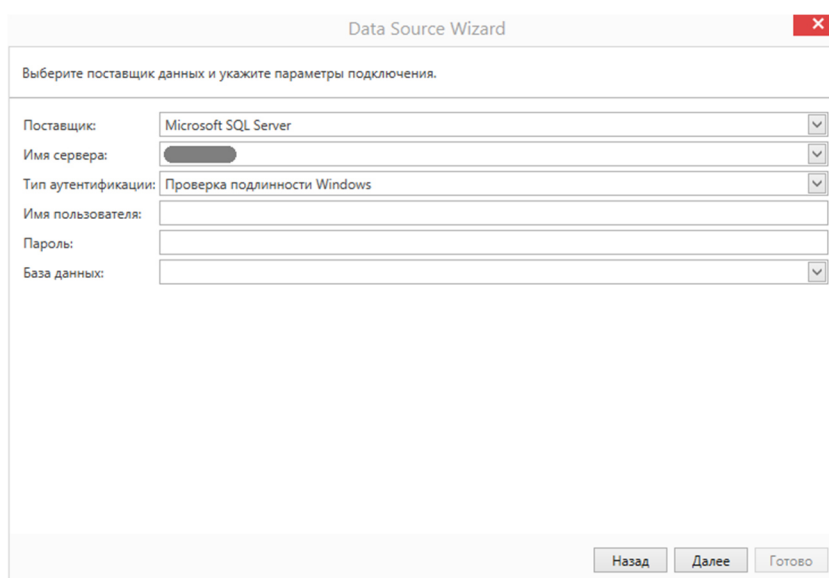 Data Source Wizard
Выберите поставщик данных и укажите параметры подключения.
Поставщик: Microsoft SQL Server
Имя сервера:
Тип аутентификации: Проверка подлинности Windows
Имя пользователя:
Пароль:
База данных:
Назад Далее Готово